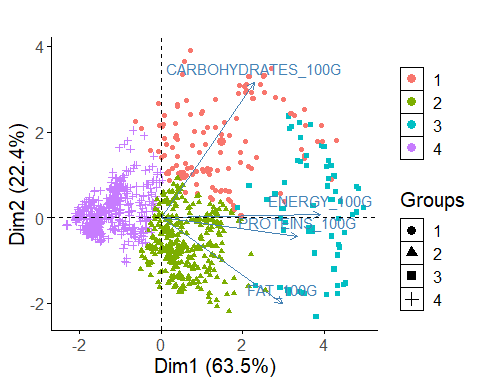 4
2
0
-2
-2
0
2
4
Dim2 (22.4%)
Dim1 (63.5%)
CARBOHYDRATES_100G
ENERGY_100G
PROTEINS_100G
FAT_100G
1
2
3
4
Groups
1
2
3
4